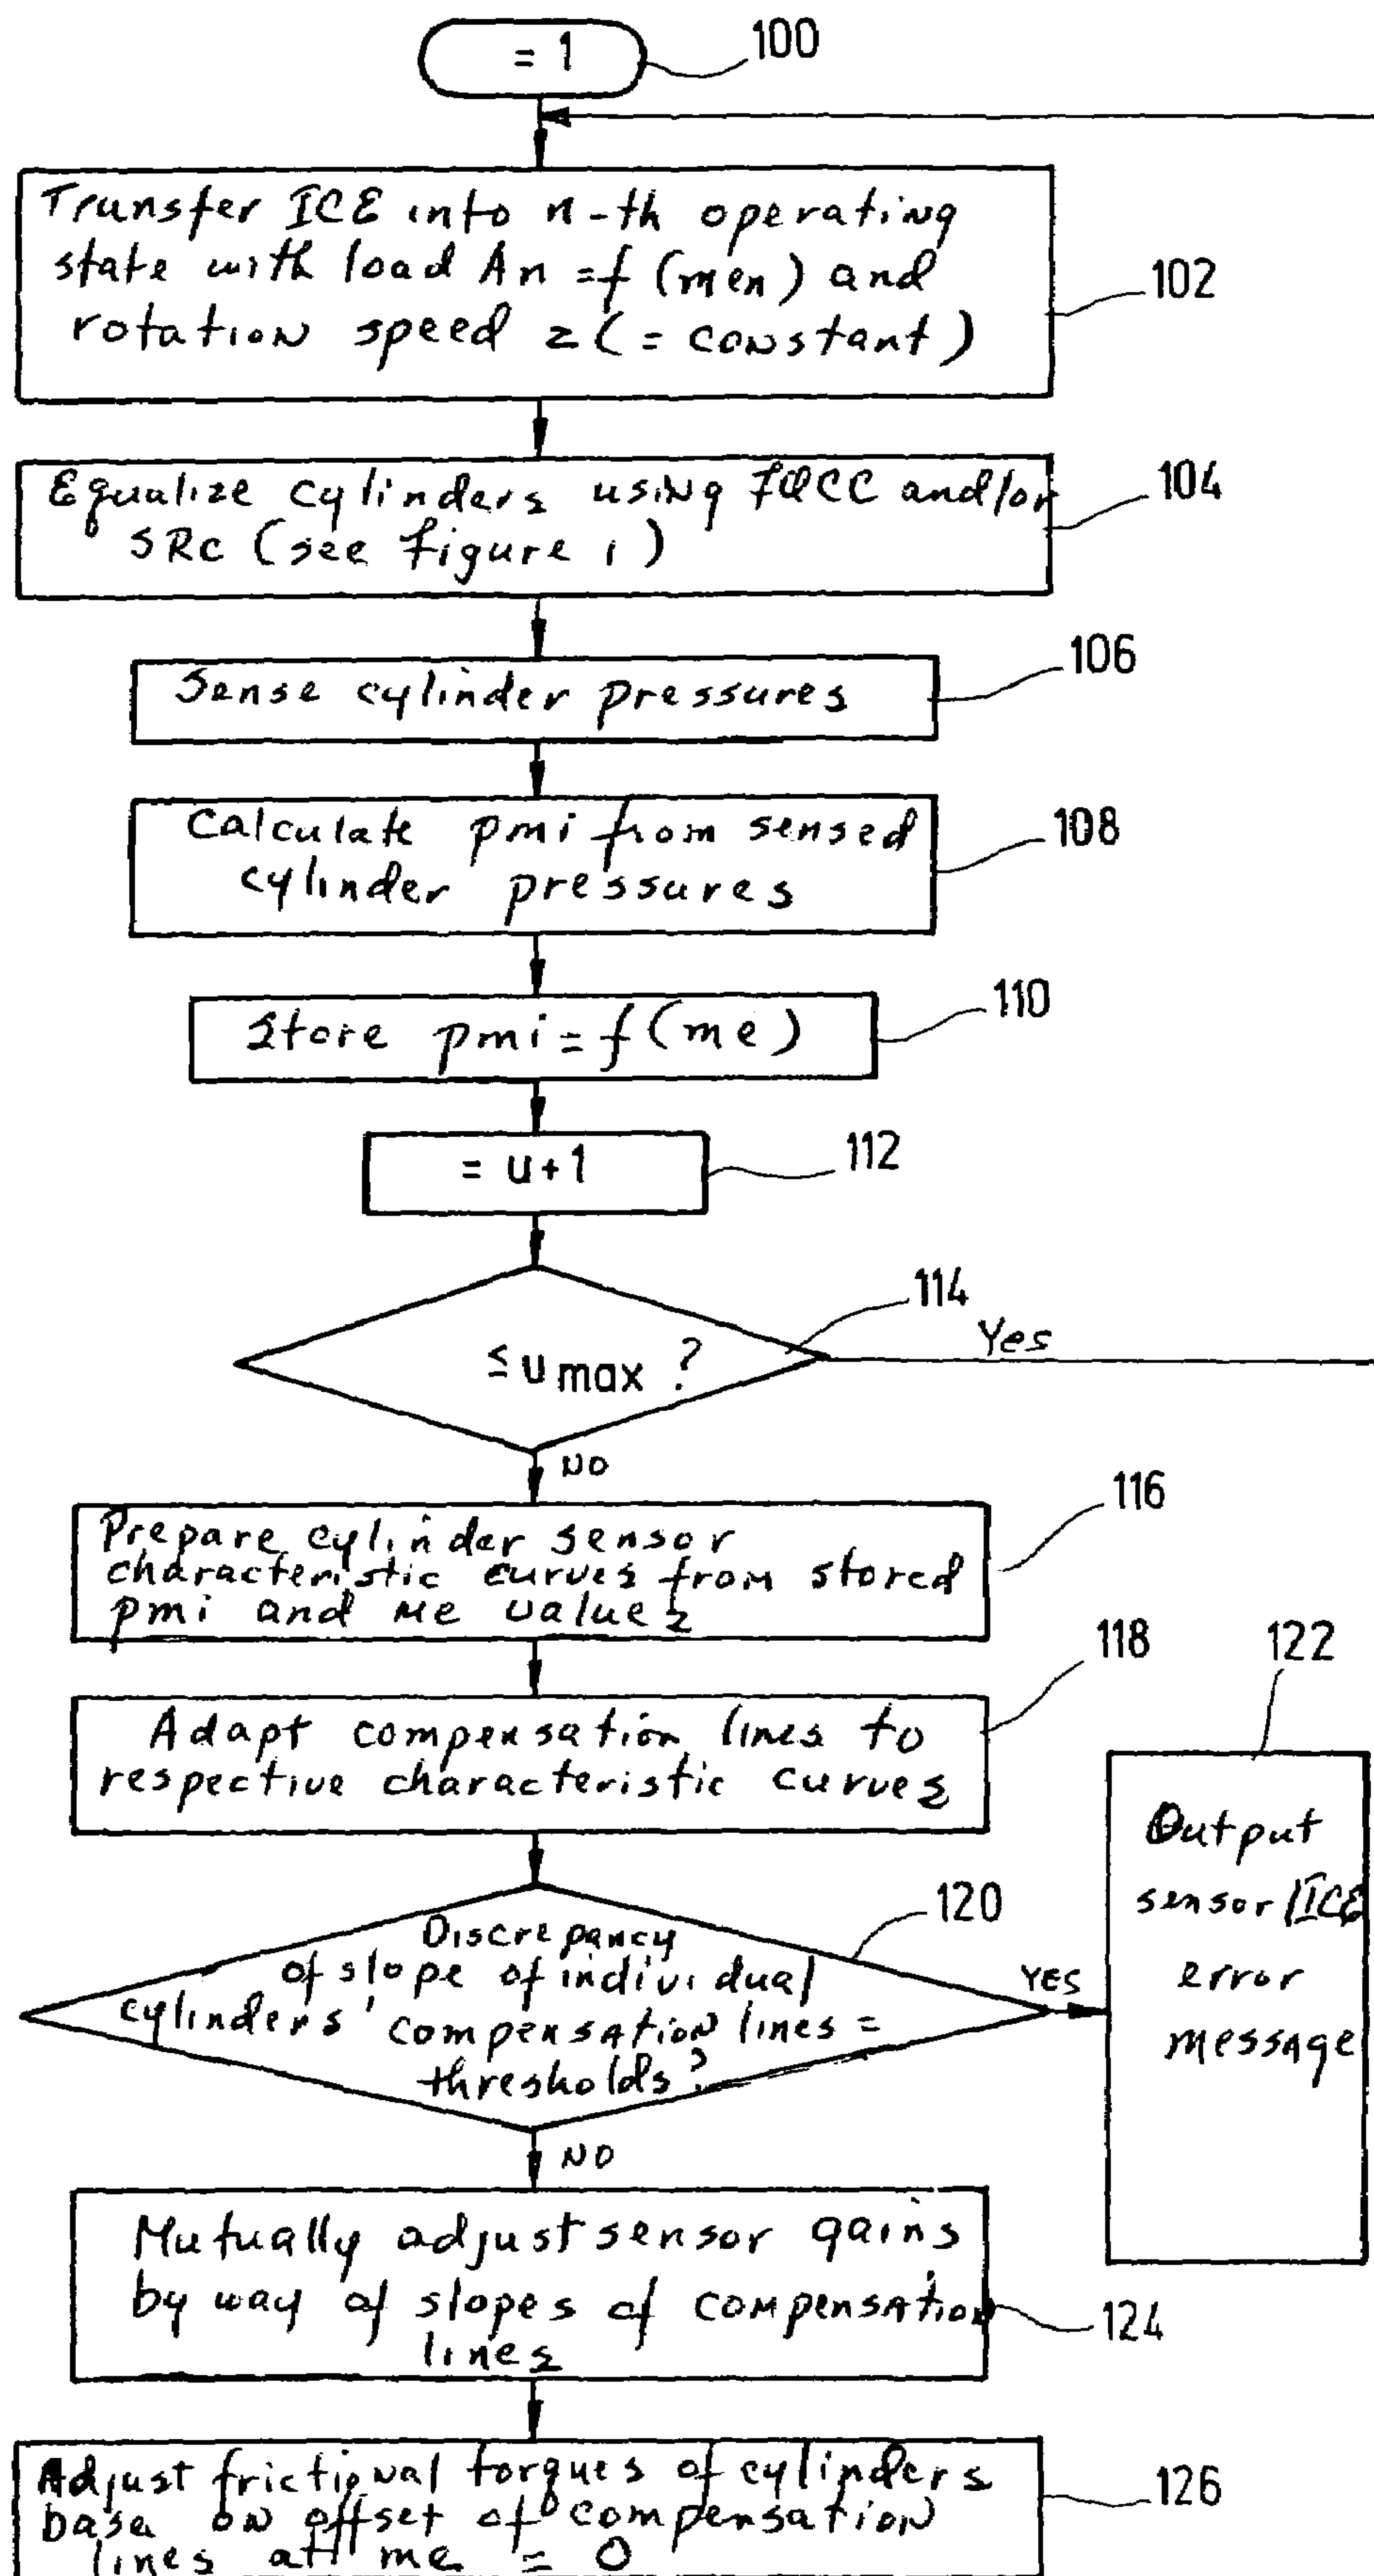 = 1
100
Transfer ICE into n-th operating
state with load An = f (men) and
rotation speed z (= constant)
102
Equalize cylinders using FQCC and/or
SRC (see figure 1)
104
Sense cylinder pressures
106
Calculate pmi from sensed
cylinder pressures
108
Store pmi = f (me)
110
= u+1
112
≤ umax ?
114
Yes
NO
Prepare cylinder sensor
characteristic curves from stored
pmi and me values
116
Adapt compensation lines to
respective characteristic curves
118
Discrepancy
of slope of individual
cylinders' compensation lines =
thresholds?
120
YES
Output
sensor/ICE
error
message
122
NO
Mutually adjust sensor gains
by way of slopes of compensation
lines
124
Adjust frictional torques of cylinders
base on offset of compensation
lines at me = 0
126